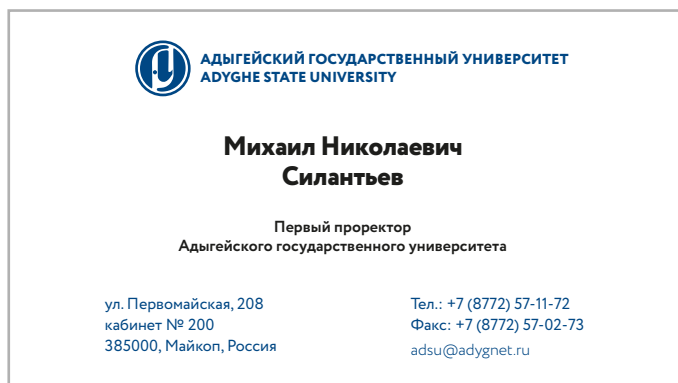 АДЫГЕЙСКИЙ ГОСУДАРСТВЕННЫЙ УНИВЕРСИТЕТ
ADYGHE STATE UNIVERSITY
Михаил Николаевич
Силантьев
Первый проректор
Адыгейского государственного университета
ул. Первомайская, 208
кабинет № 200
385000, Майкоп, Россия
Тел.: +7 (8772) 57-11-72
Факс: +7 (8772) 57-02-73
adsu@adygnet.ru